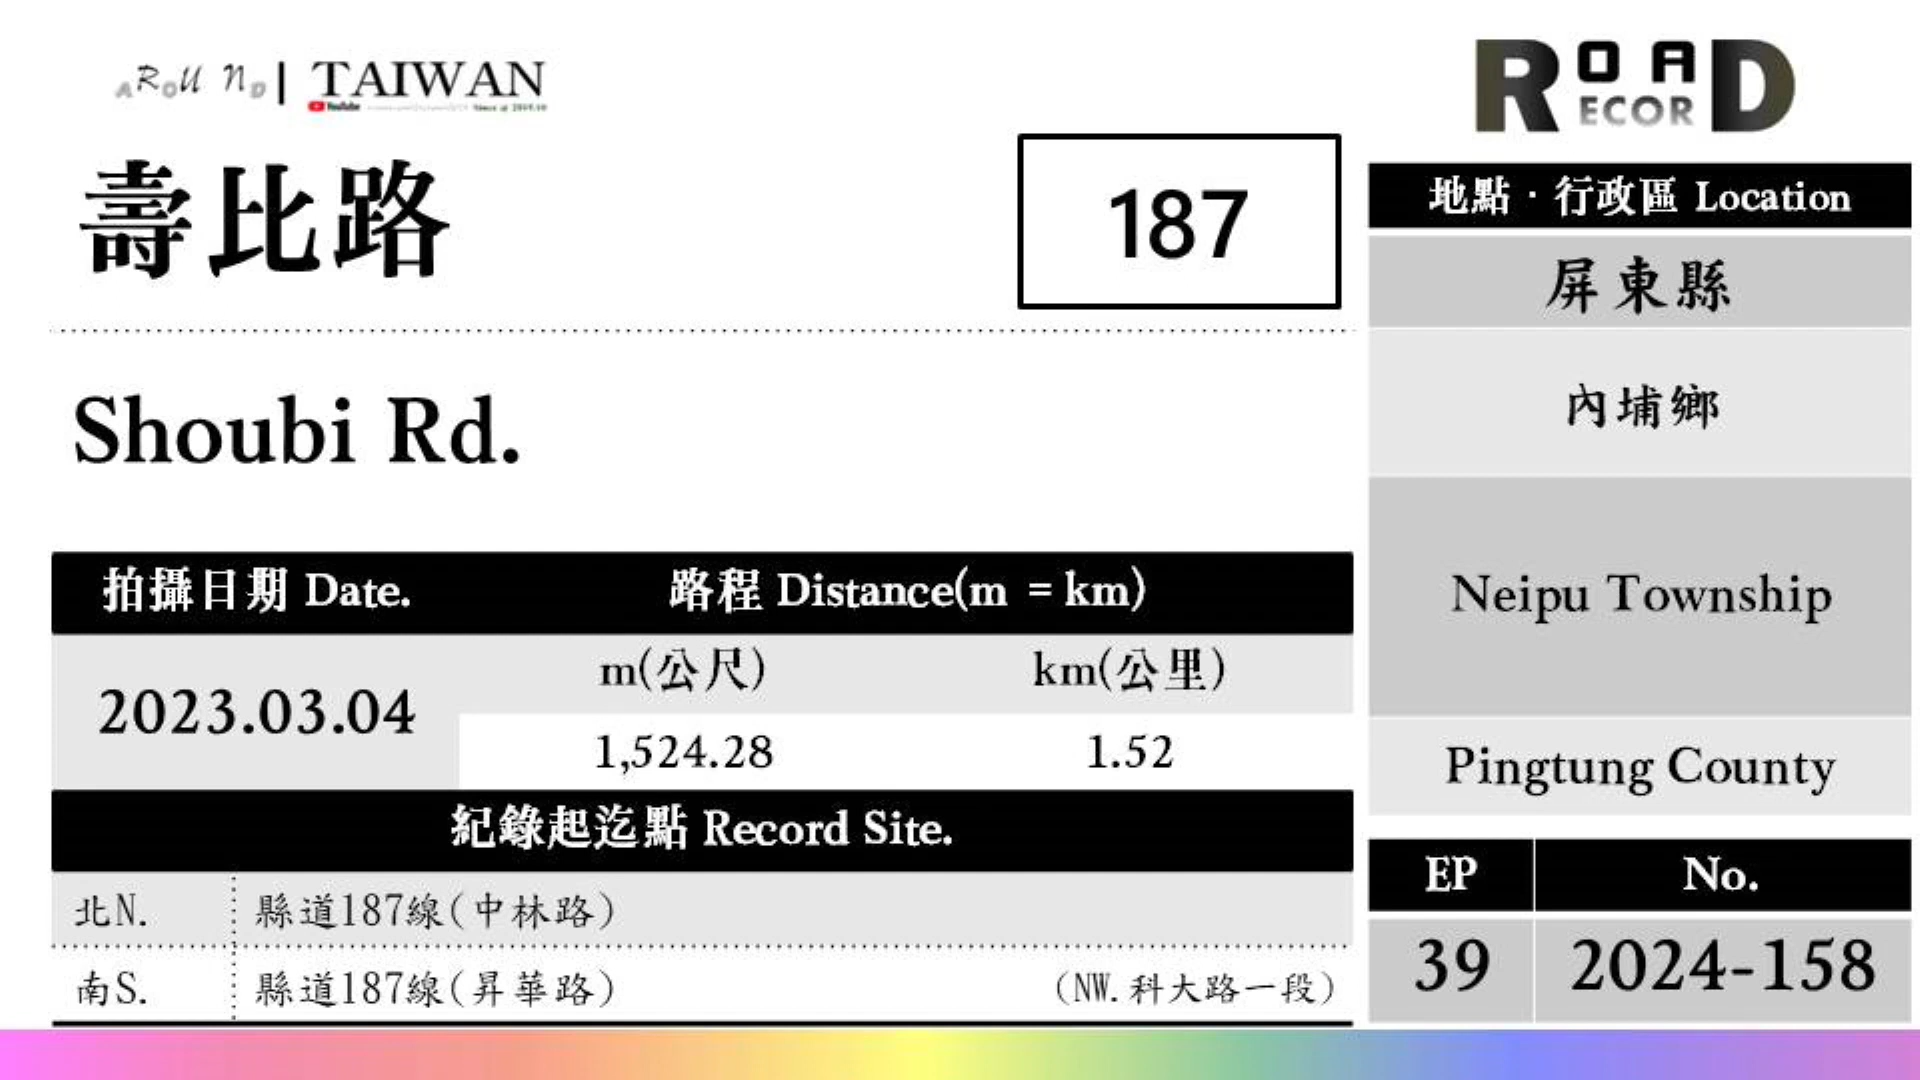 AROUND | TAIWAN
YouTube
壽比路
187
Shoubi Rd.
拍攝日期 Date.
路程 Distance(m = km)
m(公尺)
km(公里)
2023.03.04
1,524.28
1.52
紀錄起迄點 Record Site.
北N.
縣道187線(中林路)
南S.
縣道187線(昇華路)
(NW.科大路一段)
ROAD
RECORD
地點·行政區 Location
屏東縣
內埔鄉
Neipu Township
Pingtung County
EP
No.
39
2024-158